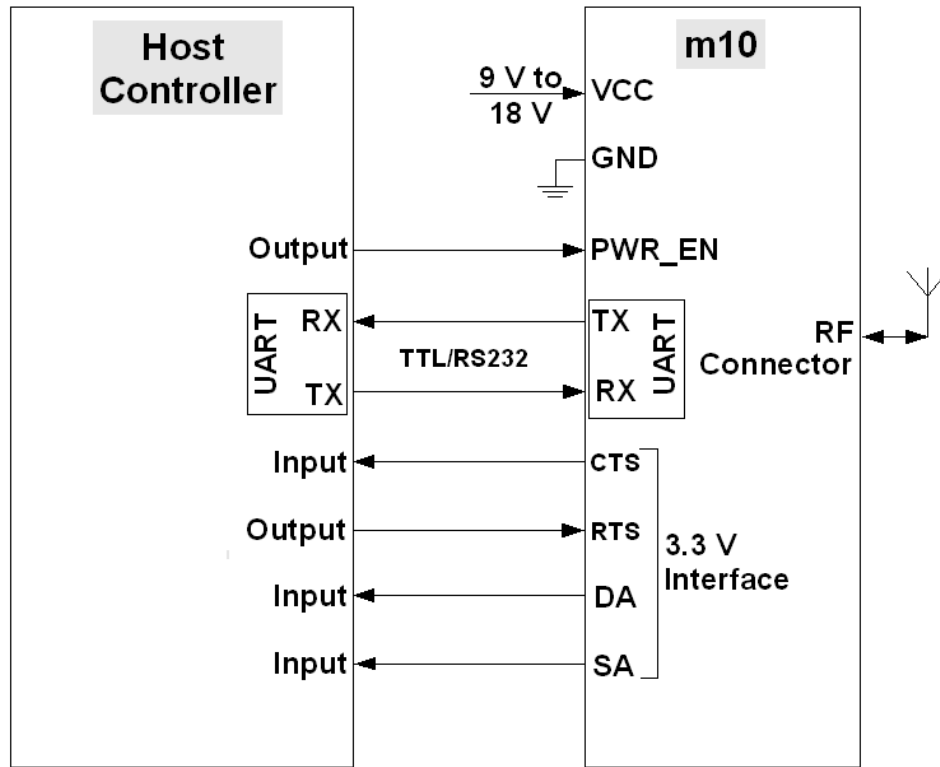 Host
Controller
m10
9 V to
18 V
VCC
GND
Output
PWR_EN
UART
RX
TX
TTL/RS232
TX
RX
UART
RF
Connector
Input
CTS
Output
RTS
Input
DA
Input
SA
3.3 V
Interface